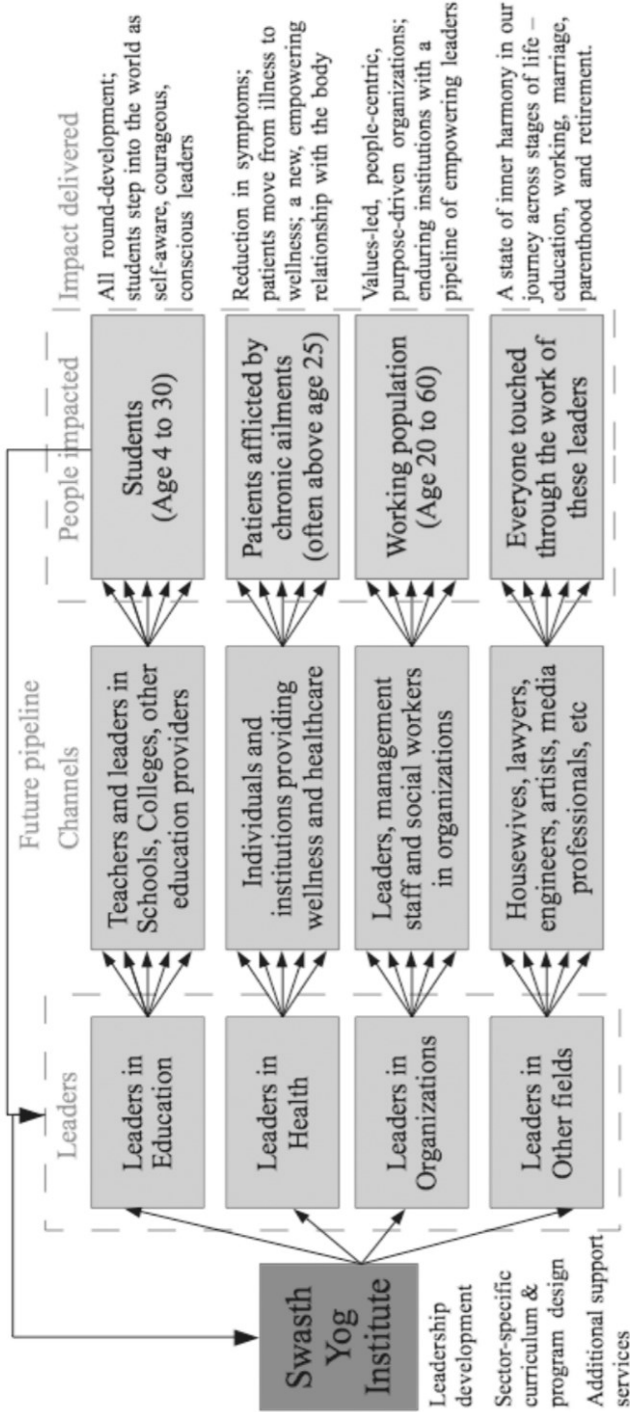 Future pipeline
Leaders
Channels
People impacted
Impact delivered
Swasth
Yog
Institute
Leadership
development
Sector-specific
curriculum &
program design
Additional support
services
Leaders in
Education
Teachers and leaders in
Schools, Colleges, other
education providers
Students
(Age 4 to 30)
All round-development;
students step into the world as
self-aware, courageous,
conscious leaders
Leaders in
Health
Individuals and
institutions providing
wellness and healthcare
Patients afflicted by
chronic ailments
(often above age 25)
Reduction in symptoms;
patients move from illness to
wellness; a new, empowering
relationship with the body
Leaders in
Organizations
Leaders, management
staff and social workers
in organizations
Working population
(Age 20 to 60)
Values-led, people-centric,
purpose-driven organizations;
enduring institutions with a
pipeline of empowering leaders
Leaders in
Other fields
Housewives, lawyers,
engineers, artists, media
professionals, etc
Everyone touched
through the work of
these leaders
A state of inner harmony in our
journey across stages of life –
education, working, marriage,
parenthood and retirement.